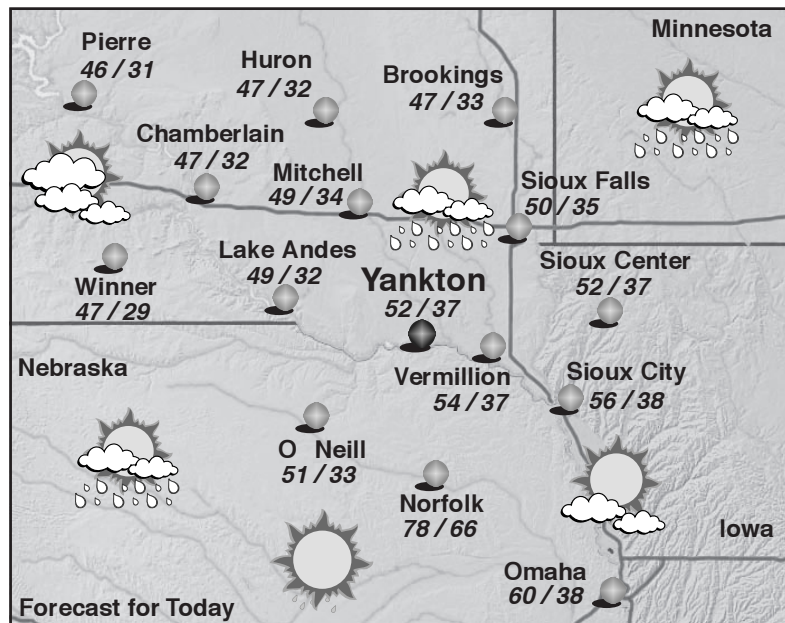 Minnesota
Pierre
46 / 31
Huron
47 / 32
Brookings
47 / 33
Chamberlain
47 / 32
Mitchell
49 / 34
Sioux Falls
50 / 35
Lake Andes
49 / 32
Yankton
52 / 37
Sioux Center
52 / 37
Winner
47 / 29
Nebraska
Vermillion
54 / 37
Sioux City
56 / 38
O Neill
51 / 33
Norfolk
78 / 66
Iowa
Omaha
60 / 38
Forecast for Today